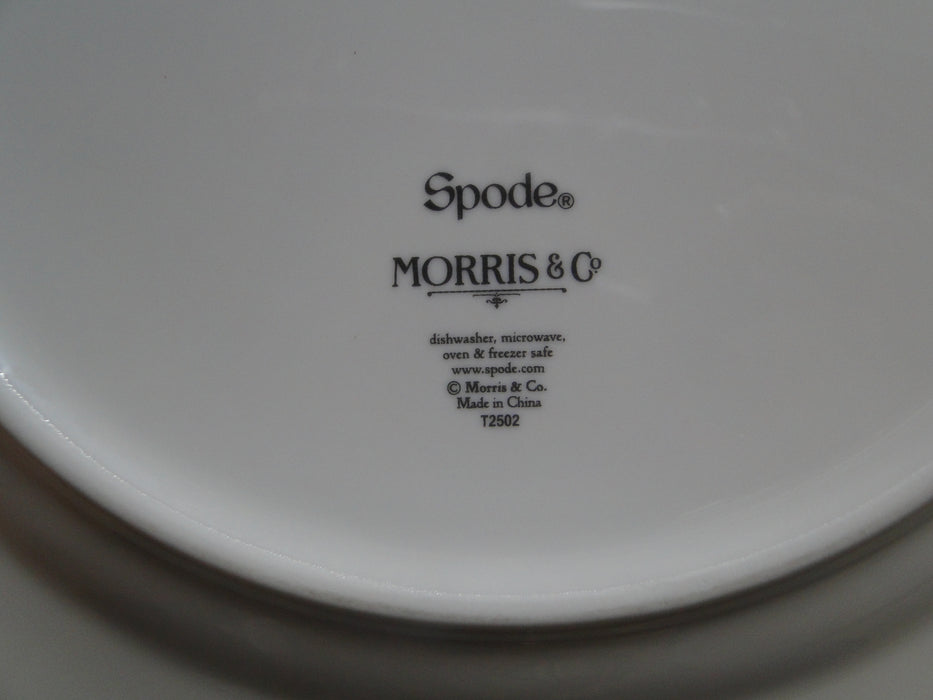 Spode®
MORRIS & Co.
dishwasher, microwave,
oven & freezer safe
www.spode.com
© Morris & Co.
Made in China
T2502